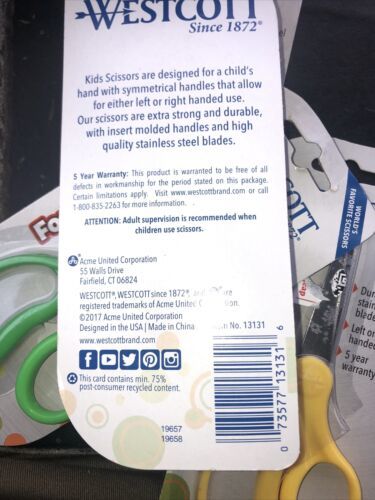 WESTCOTT®
Since 1872®
Kids Scissors are designed for a child's
hand with symmetrical handles that allow
for either left or right handed use.
Our scissors are extra strong and durable,
with insert molded handles and high
quality stainless steel blades.
5 Year Warranty: This product is warranted to be free of all
defects in workmanship for the period stated on this package.
Certain limitations apply. Visit www.westcottbrand.com or call
1-800-835-2263 for more information.
ATTENTION: Adult supervision is recommended when
children use scissors.
Acme United Corporation
55 Walls Drive
Fairfield, CT 06824
WESTCOTT®, WESTCOTT since 1872®, and are
registered trademarks of Acme United
©2017 Acme United Corporation
Designed in the USA | Made in China No. 13131
www.westcottbrand.com
This card contains min. 75%
post-consumer recycled content.
19657
19658
0 73577 13131 6
WORLD'S
FAVORITE SCISSORS
Left or
handed
5 year
warranty